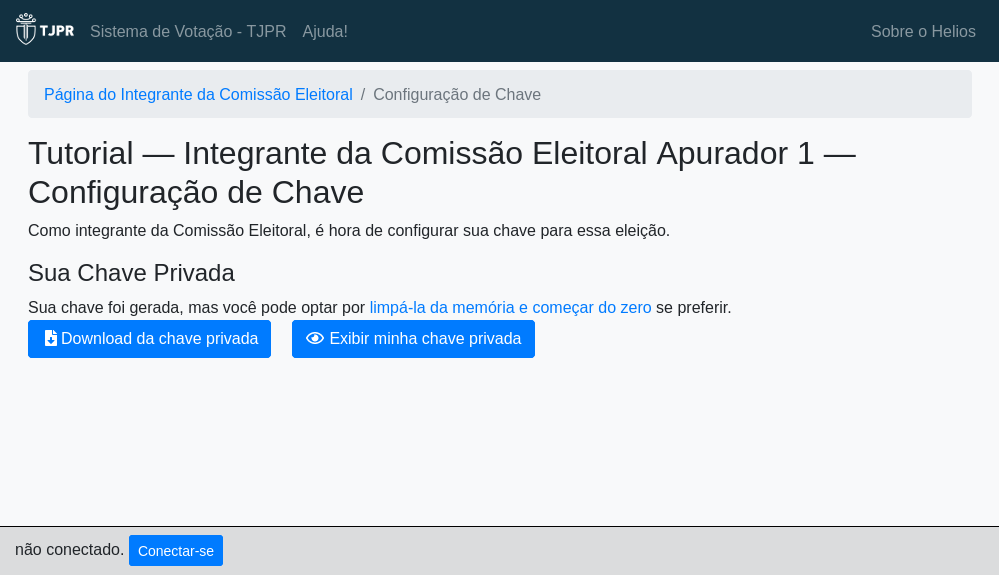 TJPR Sistema de Votação - TJPR Ajuda! Sobre o Helios
Página do Integrante da Comissão Eleitoral / Configuração de Chave
Tutorial — Integrante da Comissão Eleitoral Apurador 1 —
Configuração de Chave
Como integrante da Comissão Eleitoral, é hora de configurar sua chave para essa eleição.
Sua Chave Privada
Sua chave foi gerada, mas você pode optar por limpá-la da memória e começar do zero se preferir.
Download da chave privada Exibir minha chave privada
não conectado. Conectar-se